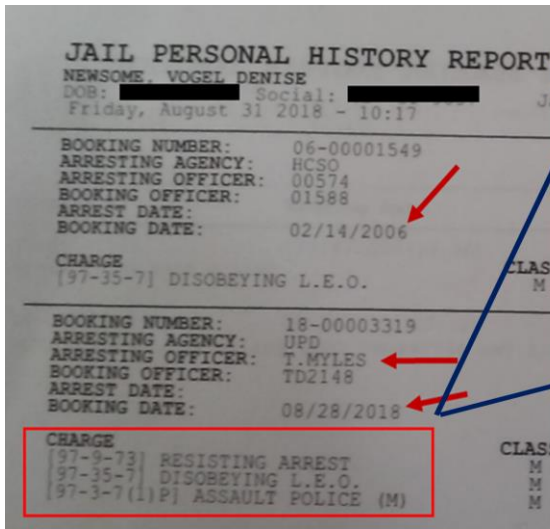 JAIL PERSONAL HISTORY REPORT
NEWSOME, VOGEL DENISE
DOB: Social: J
Friday, August 31 2018 - 10:17
BOOKING NUMBER: 06-00001549
ARRESTING AGENCY: HCSO
ARRESTING OFFICER: 00574
BOOKING OFFICER: 01588
ARREST DATE:
BOOKING DATE: 02/14/2006
CHARGE CLAS
[97-35-7] DISOBEYING L.E.O. M
BOOKING NUMBER: 18-00003319
ARRESTING AGENCY: UPD
ARRESTING OFFICER: T.MYLES
BOOKING OFFICER: TD2148
ARREST DATE:
BOOKING DATE: 08/28/2018
CHARGE CLAS
[97-9-73] RESISTING ARREST M
[97-35-7] DISOBEYING L.E.O. M
[97-3-7(1)P] ASSAULT POLICE (M) M